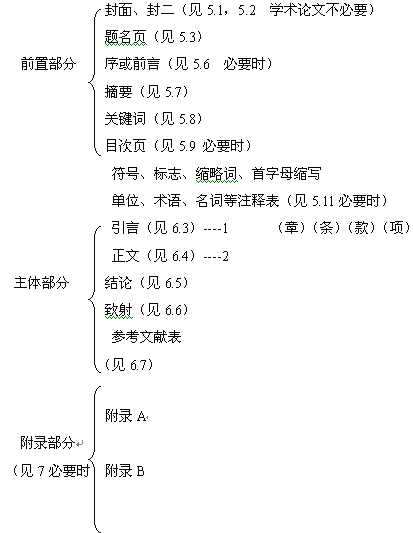 封面、封二（见 5.1，5.2 学术论文不必要）
题名页（见 5.3）
前置部分
序或前言（见 5.6 必要时）
摘要（见 5.7）
关键词（见 5.8）
目次页（见 5.9 必要时）
符号、标志、缩略词、首字母缩写
单位、术语、名词等注释表（见 5.11 必要时）
引言（见 6.3）----1 （章）（条）（款）（项）
正文（见 6.4）----2
主体部分
结论（见 6.5）
致射（见 6.6）
参考文献表
（见 6.7）
附录 A
附录部分
（见 7 必要时
附录 B